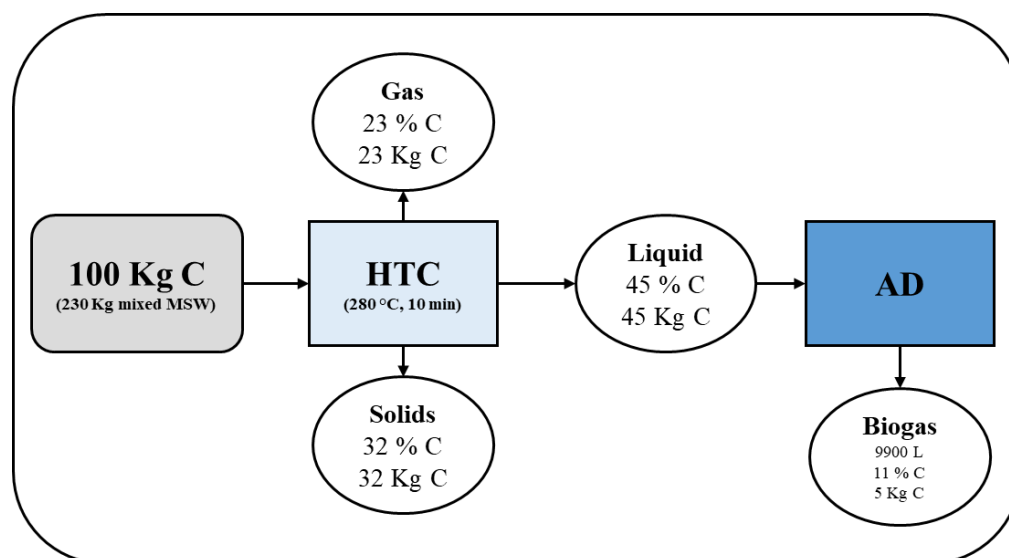 Gas
23 % C
23 Kg C
100 Kg C
(230 Kg mixed MSW)
HTC
(280 °C, 10 min)
Liquid
45 % C
45 Kg C
AD
Solids
32 % C
32 Kg C
Biogas
9900 L
11 % C
5 Kg C